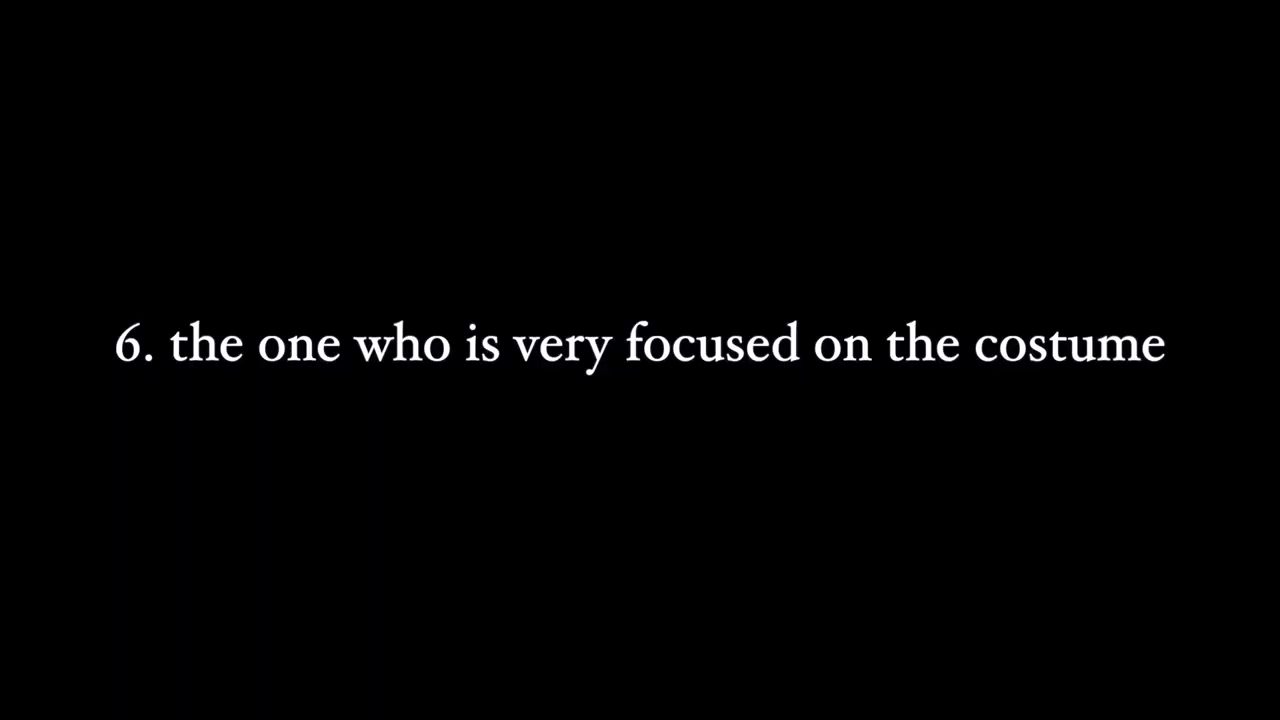 6. the one who is very focused on the costume